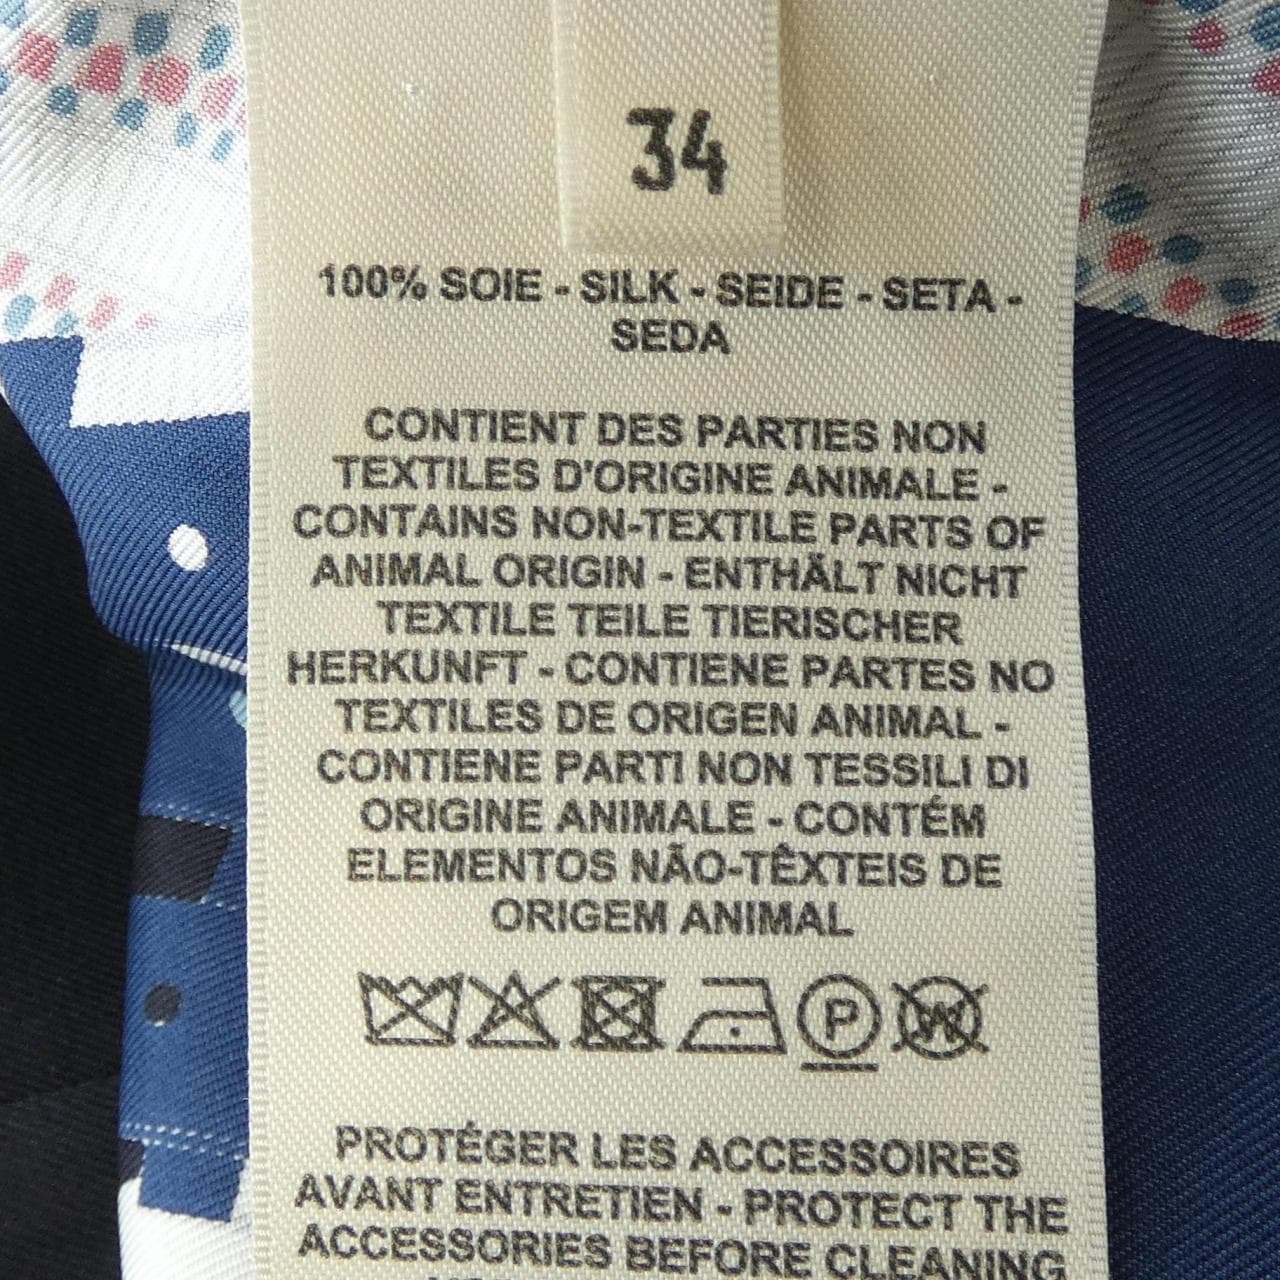 34
100% SOIE - SILK - SEIDE - SETA -
SEDA
CONTIENT DES PARTIES NON
TEXTILES D'ORIGINE ANIMALE -
CONTAINS NON-TEXTILE PARTS OF
ANIMAL ORIGIN - ENTHÄLT NICHT
TEXTILE TEILE TIERISCHER
HERKUNFT - CONTIENE PARTES NO
TEXTILES DE ORIGEN ANIMAL -
CONTIENE PARTI NON TESSILI DI
ORIGINE ANIMALE - CONTÉM
ELEMENTOS NÃO-TÊXTEIS DE
ORIGEM ANIMAL
P W
PROTÉGER LES ACCESSOIRES
AVANT ENTRETIEN - PROTECT THE
ACCESSORIES BEFORE CLEANING